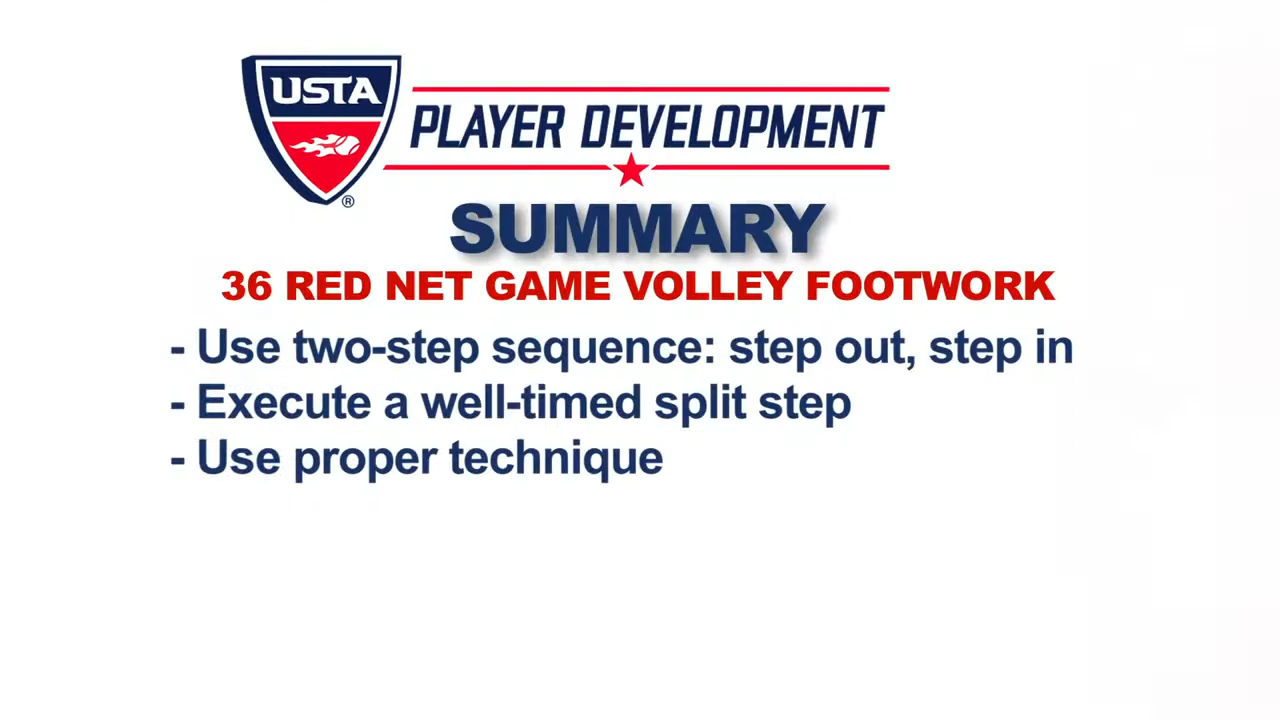 USTA
PLAYER DEVELOPMENT
®
SUMMARY
36 RED NET GAME VOLLEY FOOTWORK
- Use two-step sequence: step out, step in
- Execute a well-timed split step
- Use proper technique